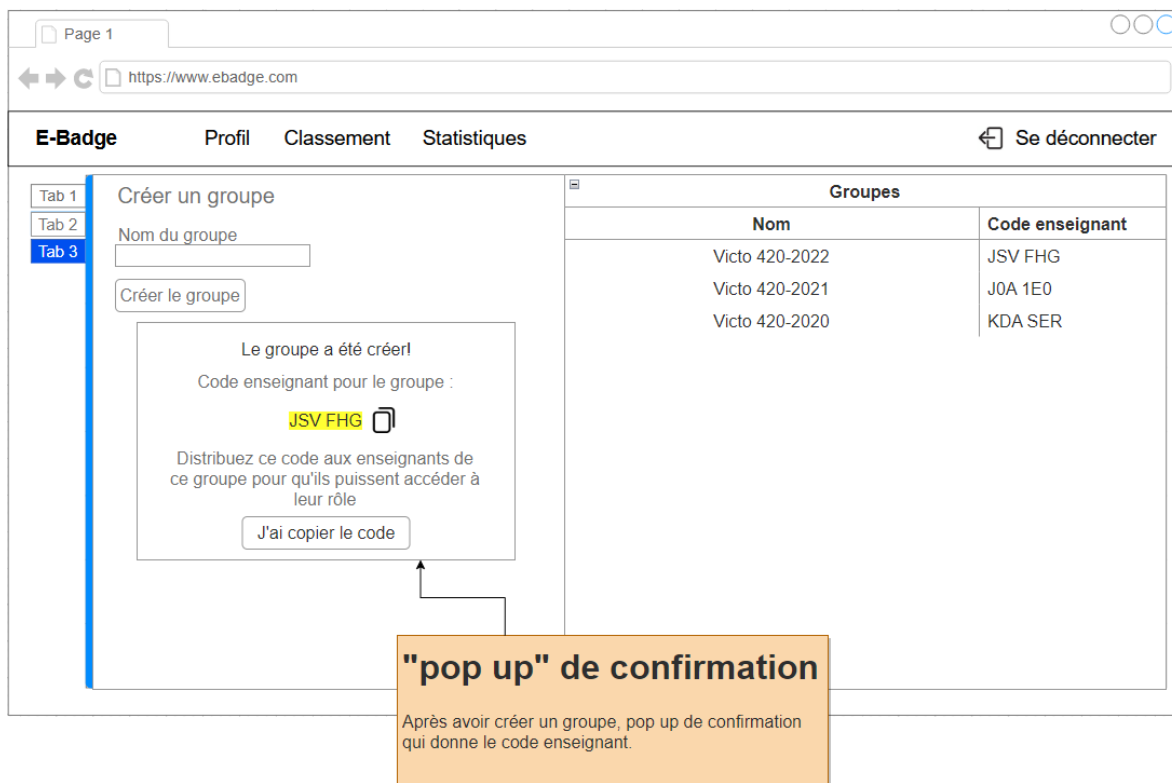 Page 1
https://www.ebadge.com
E-Badge Profil Classement Statistiques Se déconnecter
Tab 1
Tab 2
Tab 3
Créer un groupe
Nom du groupe
Créer le groupe
Le groupe a été créer!
Code enseignant pour le groupe :
JSV FHG
Distribuez ce code aux enseignants de
ce groupe pour qu'ils puissent accéder à
leur rôle
J'ai copier le code
Groupes
Nom Code enseignant
Victo 420-2022 JSV FHG
Victo 420-2021 J0A 1E0
Victo 420-2020 KDA SER
"pop up" de confirmation
Après avoir créer un groupe, pop up de confirmation
qui donne le code enseignant.